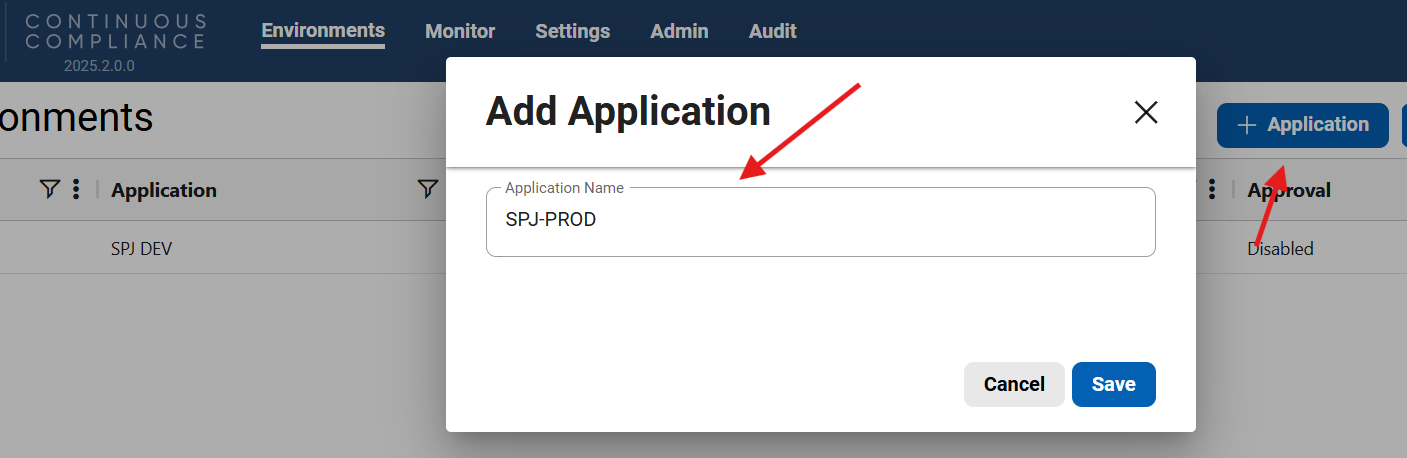 CONTINUOUS
COMPLIANCE
2025.2.0.0
Environments Monitor Settings Admin Audit
onments
Add Application
+ Application
Application
Approval
Application Name
SPJ-PROD
SPJ DEV
Disabled
Cancel Save